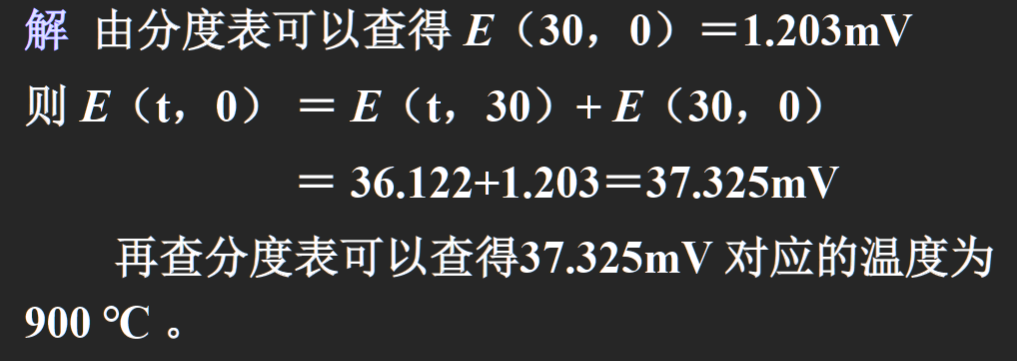 解 由分度表可以查得 E（30，0）＝1.203mV
则 E（t，0）＝ E（t，30）+ E（30，0）
＝ 36.122+1.203＝37.325mV
再查分度表可以查得37.325mV 对应的温度为
900 ℃ 。